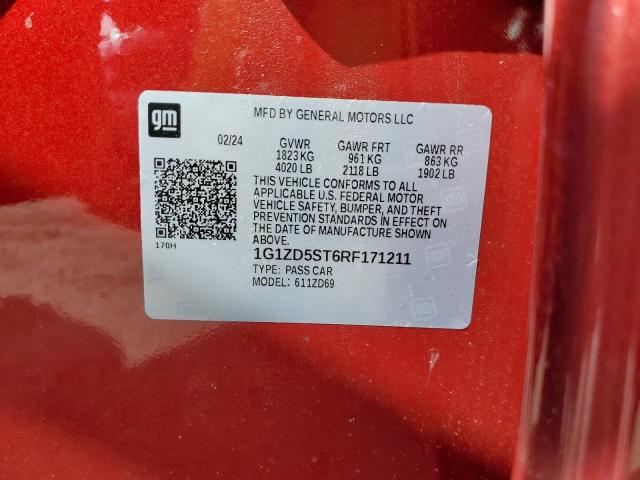 gm
MFD BY GENERAL MOTORS LLC
02/24 GVWR GAWR FRT GAWR RR
1823 KG 961 KG 863 KG
4020 LB 2118 LB 1902 LB
THIS VEHICLE CONFORMS TO ALL
APPLICABLE U.S. FEDERAL MOTOR
VEHICLE SAFETY, BUMPER, AND THEFT
PREVENTION STANDARDS IN EFFECT ON
THE DATE OF MANUFACTURE SHOWN
ABOVE.
170H
1G1ZD5ST6RF171211
TYPE: PASS CAR
MODEL: 611ZD69